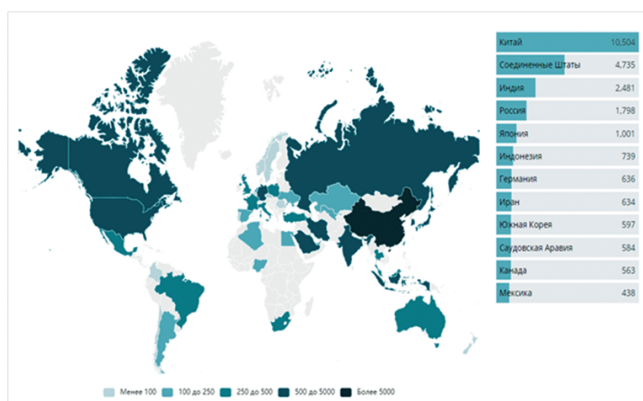 Китай 10,504
Соединенные Штаты 4,735
Индия 2,481
Россия 1,798
Япония 1,001
Индонезия 739
Германия 636
Иран 634
Южная Корея 597
Саудовская Аравия 584
Канада 563
Мексика 438
Менее 100 100 до 250 250 до 500 500 до 5000 Более 5000